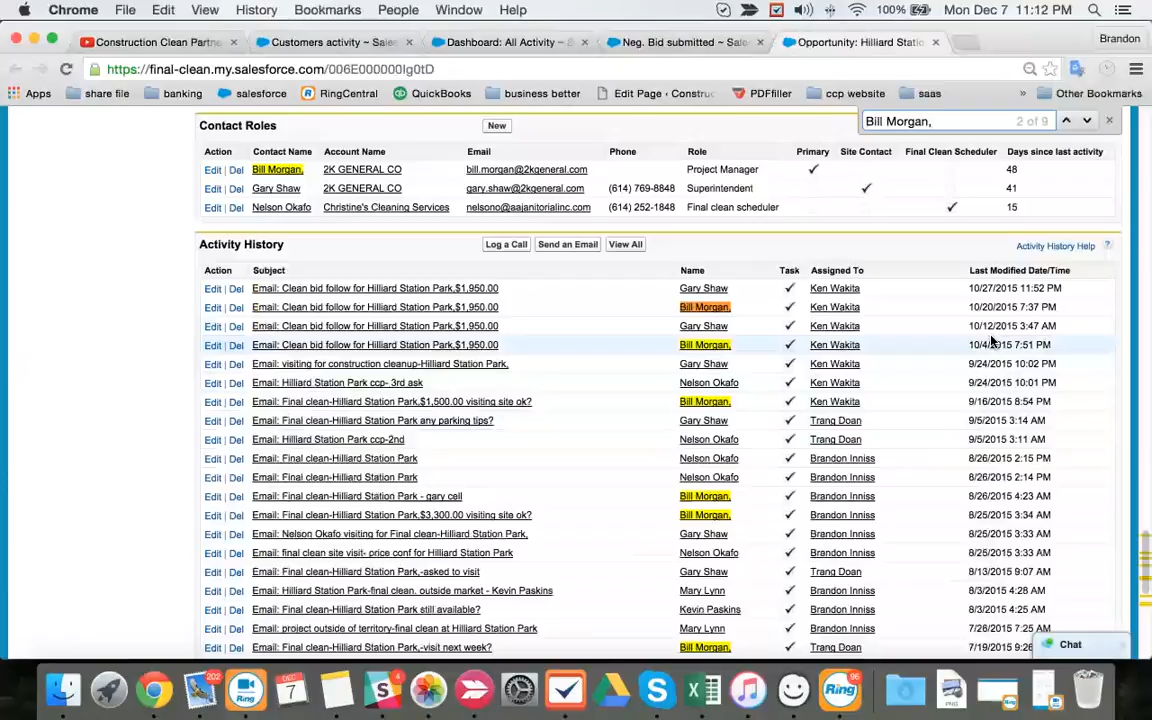 Chrome File Edit View History Bookmarks People Window Help 100% Mon Dec 7 11:12 PM
Construction Clean Partne × Customers activity ~ Sales × Dashboard: All Activity ~ S × Neg. Bid submitted ~ Sales × Opportunity: Hilliard Static × Brandon
https://final-clean.my.salesforce.com/006E000000Ig0tD
Apps share file banking salesforce RingCentral QuickBooks business better Edit Page ‹ Constru PDFfiller ccp website saas » Other Bookmarks
Bill Morgan, 2 of 9
Contact Roles New
Action Contact Name Account Name Email Phone Role Primary Site Contact Final Clean Scheduler Days since last activity
Edit | Del Bill Morgan, 2K GENERAL CO bill.morgan@2kgeneral.com Project Manager ✓ 48
Edit | Del Gary Shaw 2K GENERAL CO gary.shaw@2kgeneral.com (614) 769-8848 Superintendent ✓ 41
Edit | Del Nelson Okafo Christine's Cleaning Services nelsono@aajanitorialinc.com (614) 252-1848 Final clean scheduler ✓ 15
Activity History Log a Call Send an Email View All Activity History Help ?
Action Subject Name Task Assigned To Last Modified Date/Time
Edit | Del Email: Clean bid follow for Hilliard Station Park,$1,950.00 Gary Shaw ✓ Ken Wakita 10/27/2015 11:52 PM
Edit | Del Email: Clean bid follow for Hilliard Station Park,$1,950.00 Bill Morgan, ✓ Ken Wakita 10/20/2015 7:37 PM
Edit | Del Email: Clean bid follow for Hilliard Station Park,$1,950.00 Gary Shaw ✓ Ken Wakita 10/12/2015 3:47 AM
Edit | Del Email: Clean bid follow for Hilliard Station Park,$1,950.00 Bill Morgan, ✓ Ken Wakita 10/4/2015 7:51 PM
Edit | Del Email: visiting for construction cleanup-Hilliard Station Park, Gary Shaw ✓ Ken Wakita 9/24/2015 10:02 PM
Edit | Del Email: Hilliard Station Park ccp- 3rd ask Nelson Okafo ✓ Ken Wakita 9/24/2015 10:01 PM
Edit | Del Email: Final clean-Hilliard Station Park,$1,500.00 visiting site ok? Bill Morgan, ✓ Ken Wakita 9/16/2015 8:54 PM
Edit | Del Email: Final clean-Hilliard Station Park any parking tips? Gary Shaw ✓ Trang Doan 9/5/2015 3:14 AM
Edit | Del Email: Hilliard Station Park ccp-2nd Nelson Okafo ✓ Trang Doan 9/5/2015 3:11 AM
Edit | Del Email: Final clean-Hilliard Station Park Nelson Okafo ✓ Brandon Inniss 8/26/2015 2:15 PM
Edit | Del Email: Final clean-Hilliard Station Park Nelson Okafo ✓ Brandon Inniss 8/26/2015 2:14 PM
Edit | Del Email: Final clean-Hilliard Station Park - gary cell Bill Morgan, ✓ Brandon Inniss 8/26/2015 4:23 AM
Edit | Del Email: Final clean-Hilliard Station Park,$3,300.00 visiting site ok? Bill Morgan, ✓ Brandon Inniss 8/25/2015 3:34 AM
Edit | Del Email: Nelson Okafo visiting for Final clean-Hilliard Station Park, Gary Shaw ✓ Brandon Inniss 8/25/2015 3:33 AM
Edit | Del Email: final clean site visit- price conf for Hilliard Station Park Nelson Okafo ✓ Brandon Inniss 8/25/2015 3:33 AM
Edit | Del Email: Final clean-Hilliard Station Park,-asked to visit Gary Shaw ✓ Trang Doan 8/13/2015 9:07 AM
Edit | Del Email: Hilliard Station Park-final clean. outside market - Kevin Paskins Mary Lynn ✓ Brandon Inniss 8/3/2015 4:28 AM
Edit | Del Email: Final clean-Hilliard Station Park still available? Kevin Paskins ✓ Brandon Inniss 8/3/2015 4:25 AM
Edit | Del Email: project outside of territory-final clean at Hilliard Station Park Mary Lynn ✓ Brandon Inniss 7/26/2015 7:25 AM
Edit | Del Email: Final clean-Hilliard Station Park,-visit next week? Bill Morgan, ✓ Trang Doan 7/19/2015 9:26
Chat
202 DEC 7 4 96
Ring Ring
PNG